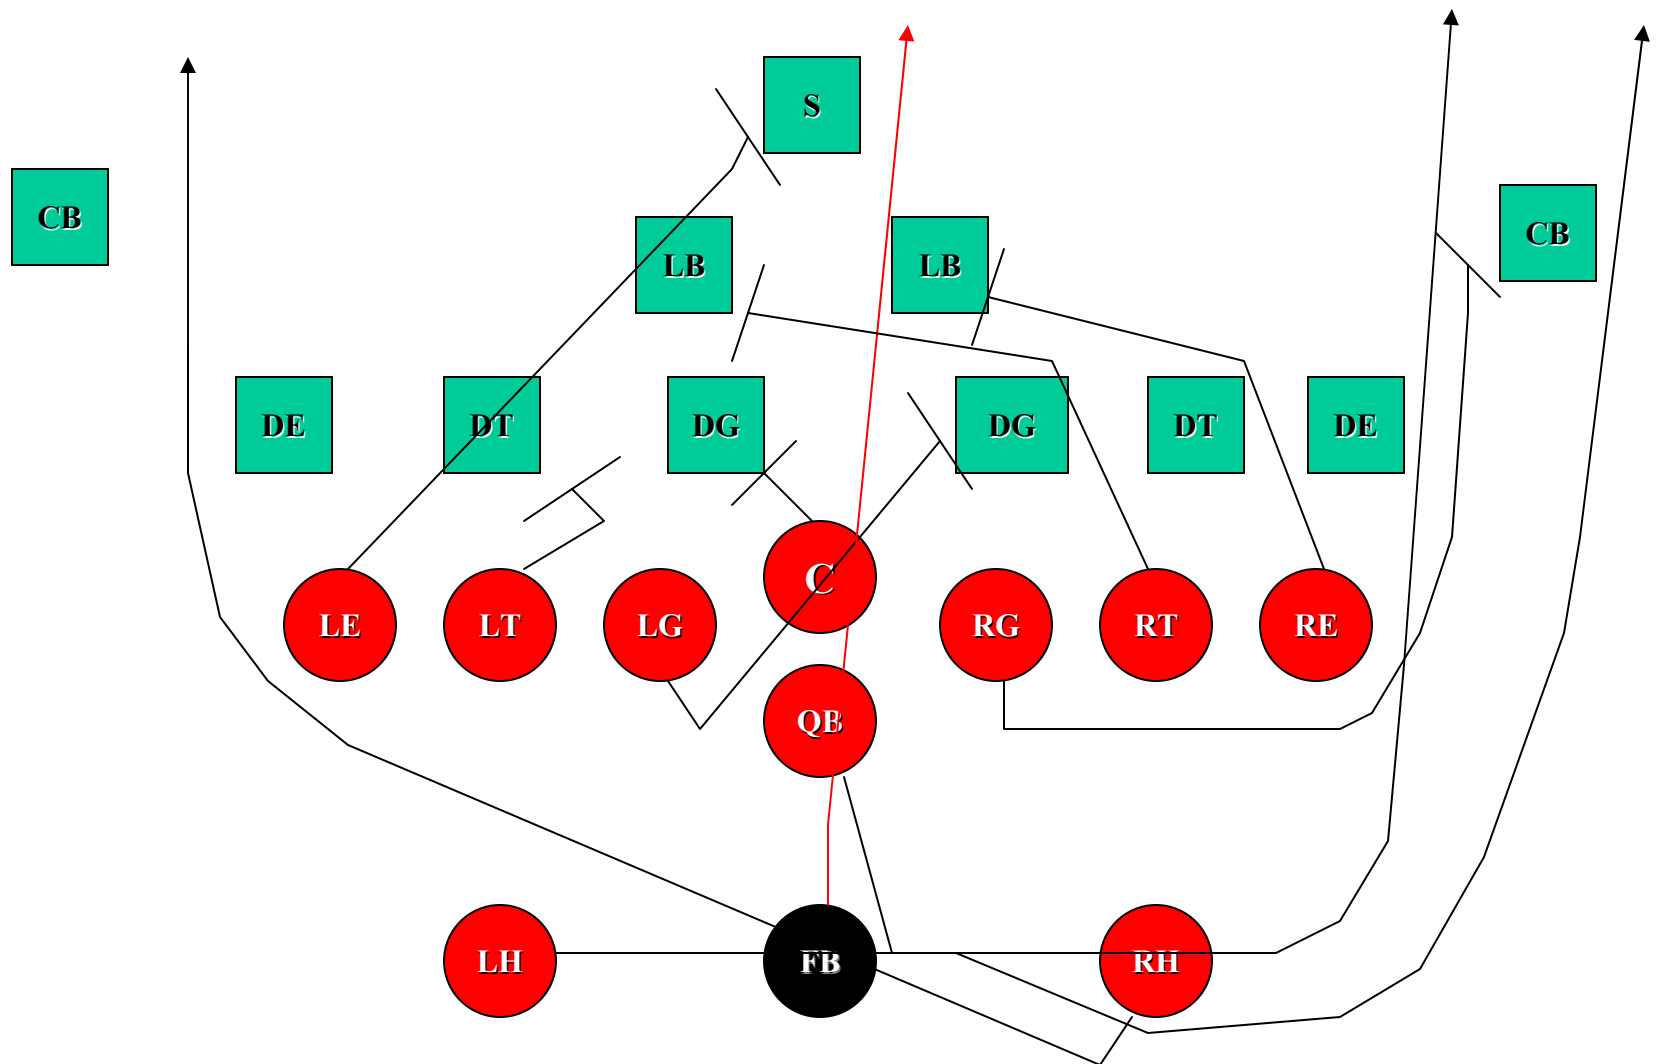 S
CB
CB
LB
LB
DE
DT
DG
DG
DT
DE
C
LE
LT
LG
RG
RT
RE
QB
LH
FB
RH